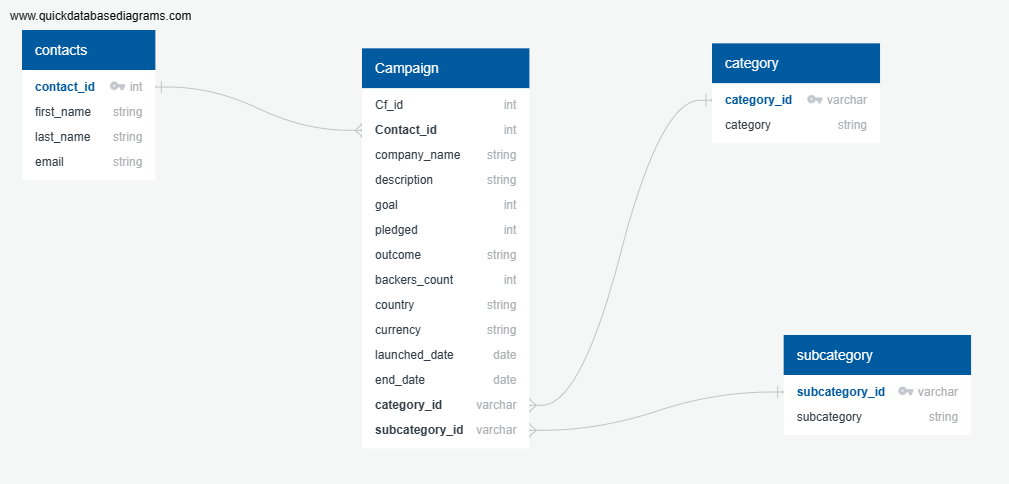 www.quickdatabasediagrams.com
contacts
contact_id int
first_name string
last_name string
email string
Campaign
Cf_id int
Contact_id int
company_name string
description string
goal int
pledged int
outcome string
backers_count int
country string
currency string
launched_date date
end_date date
category_id varchar
subcategory_id varchar
category
category_id varchar
category string
subcategory
subcategory_id varchar
subcategory string